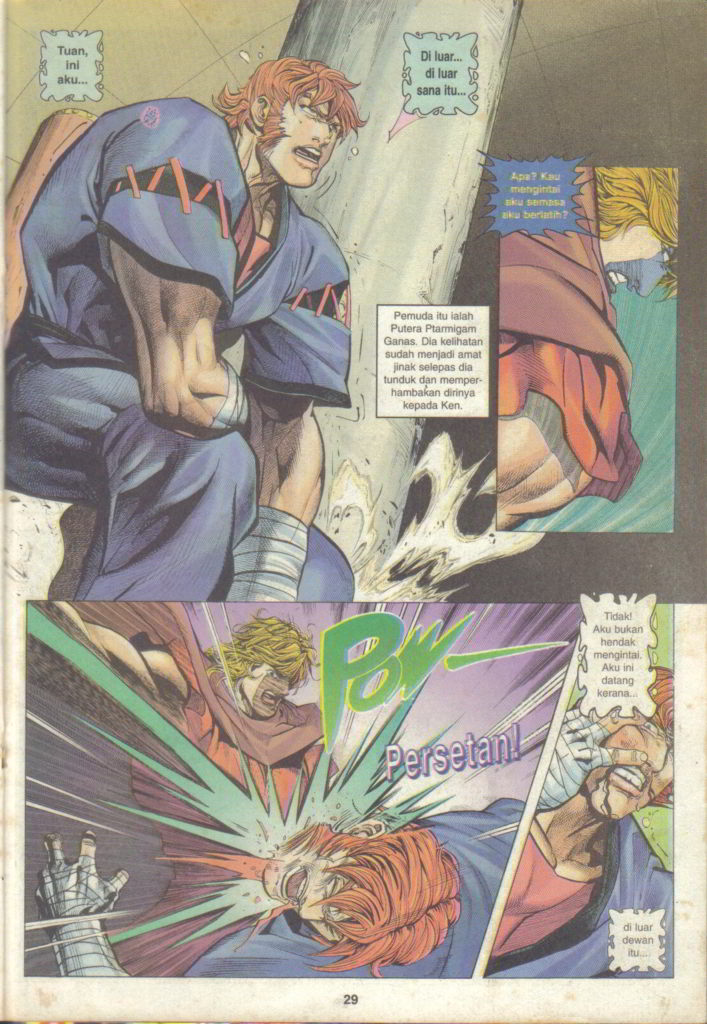 Tuan,
ini
aku...
Di luar...
di luar
sana itu...
Apa? Kau
mengintai
aku semasa
aku berlatih?
Pemuda itu ialah
Putera Ptarmigam
Ganas. Dia kelihatan
sudah menjadi amat
jinak selepas dia
tunduk dan memper-
hambakan dirinya
kepada Ken.
POW
Persetan!
Tidak!
Aku bukan
hendak
mengintai.
Aku ini
datang
kerana...
di luar
dewan
itu...
29